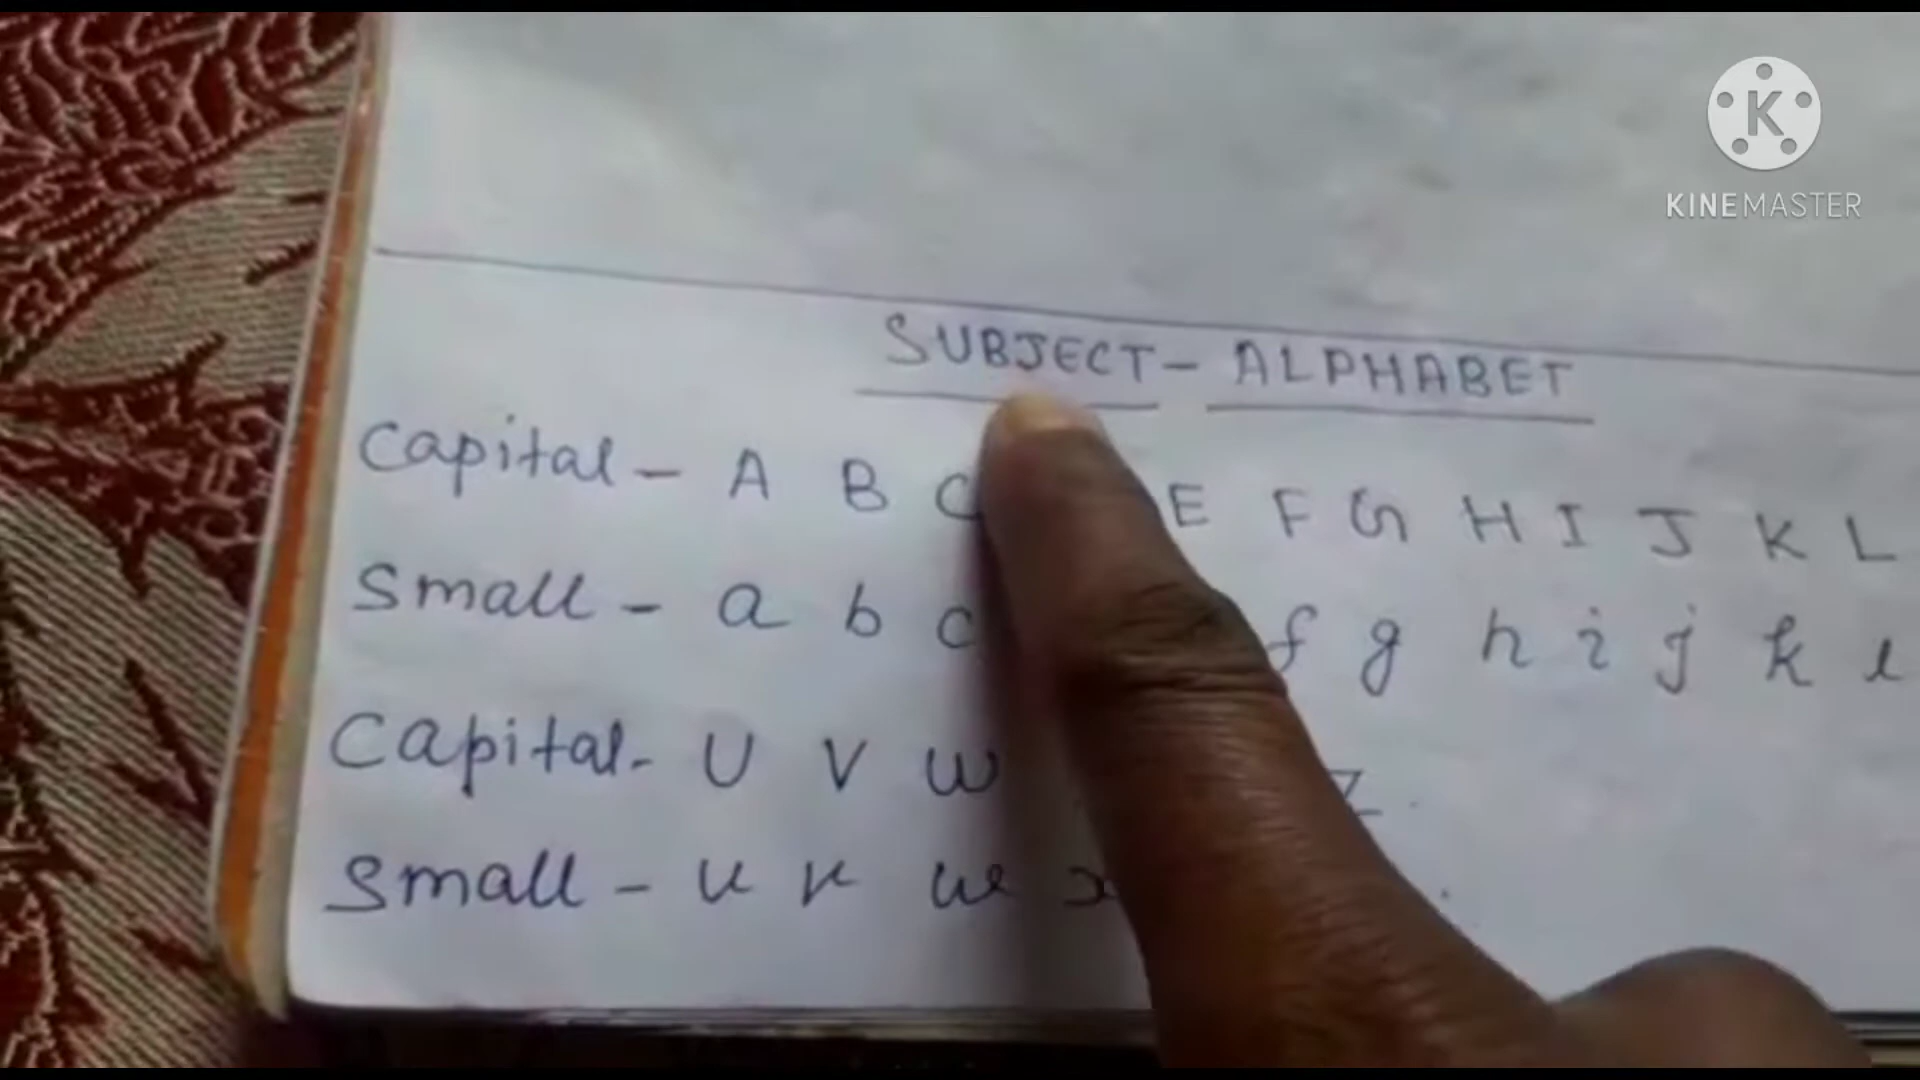 K
KINEMASTER
SUBJECT - ALPHABET
Capital - A B C E F G H I J K L
Small - a b c f g h i j k l
Capital - U V W Z .
Small - u v w x .